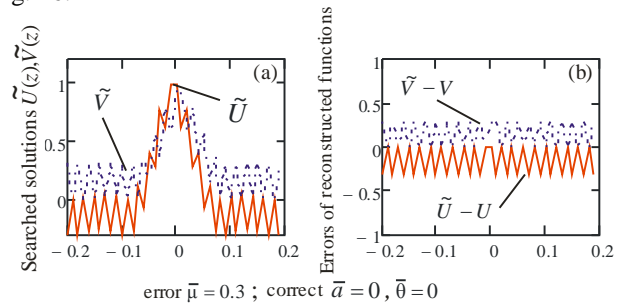 Searched solutions Ũ(z),Ṽ(z)
(a)
1
0.5
0
Ṽ
Ũ
− 0.2
− 0.1
0
0.1
0.2
Errors of reconstructed functions
(b)
1
0.5
0
− 0.5
− 1
Ṽ − V
Ũ − U
− 0.2
− 0.1
0
0.1
0.2
error μ̄ = 0.3 ; correct ā = 0 , θ̄ = 0